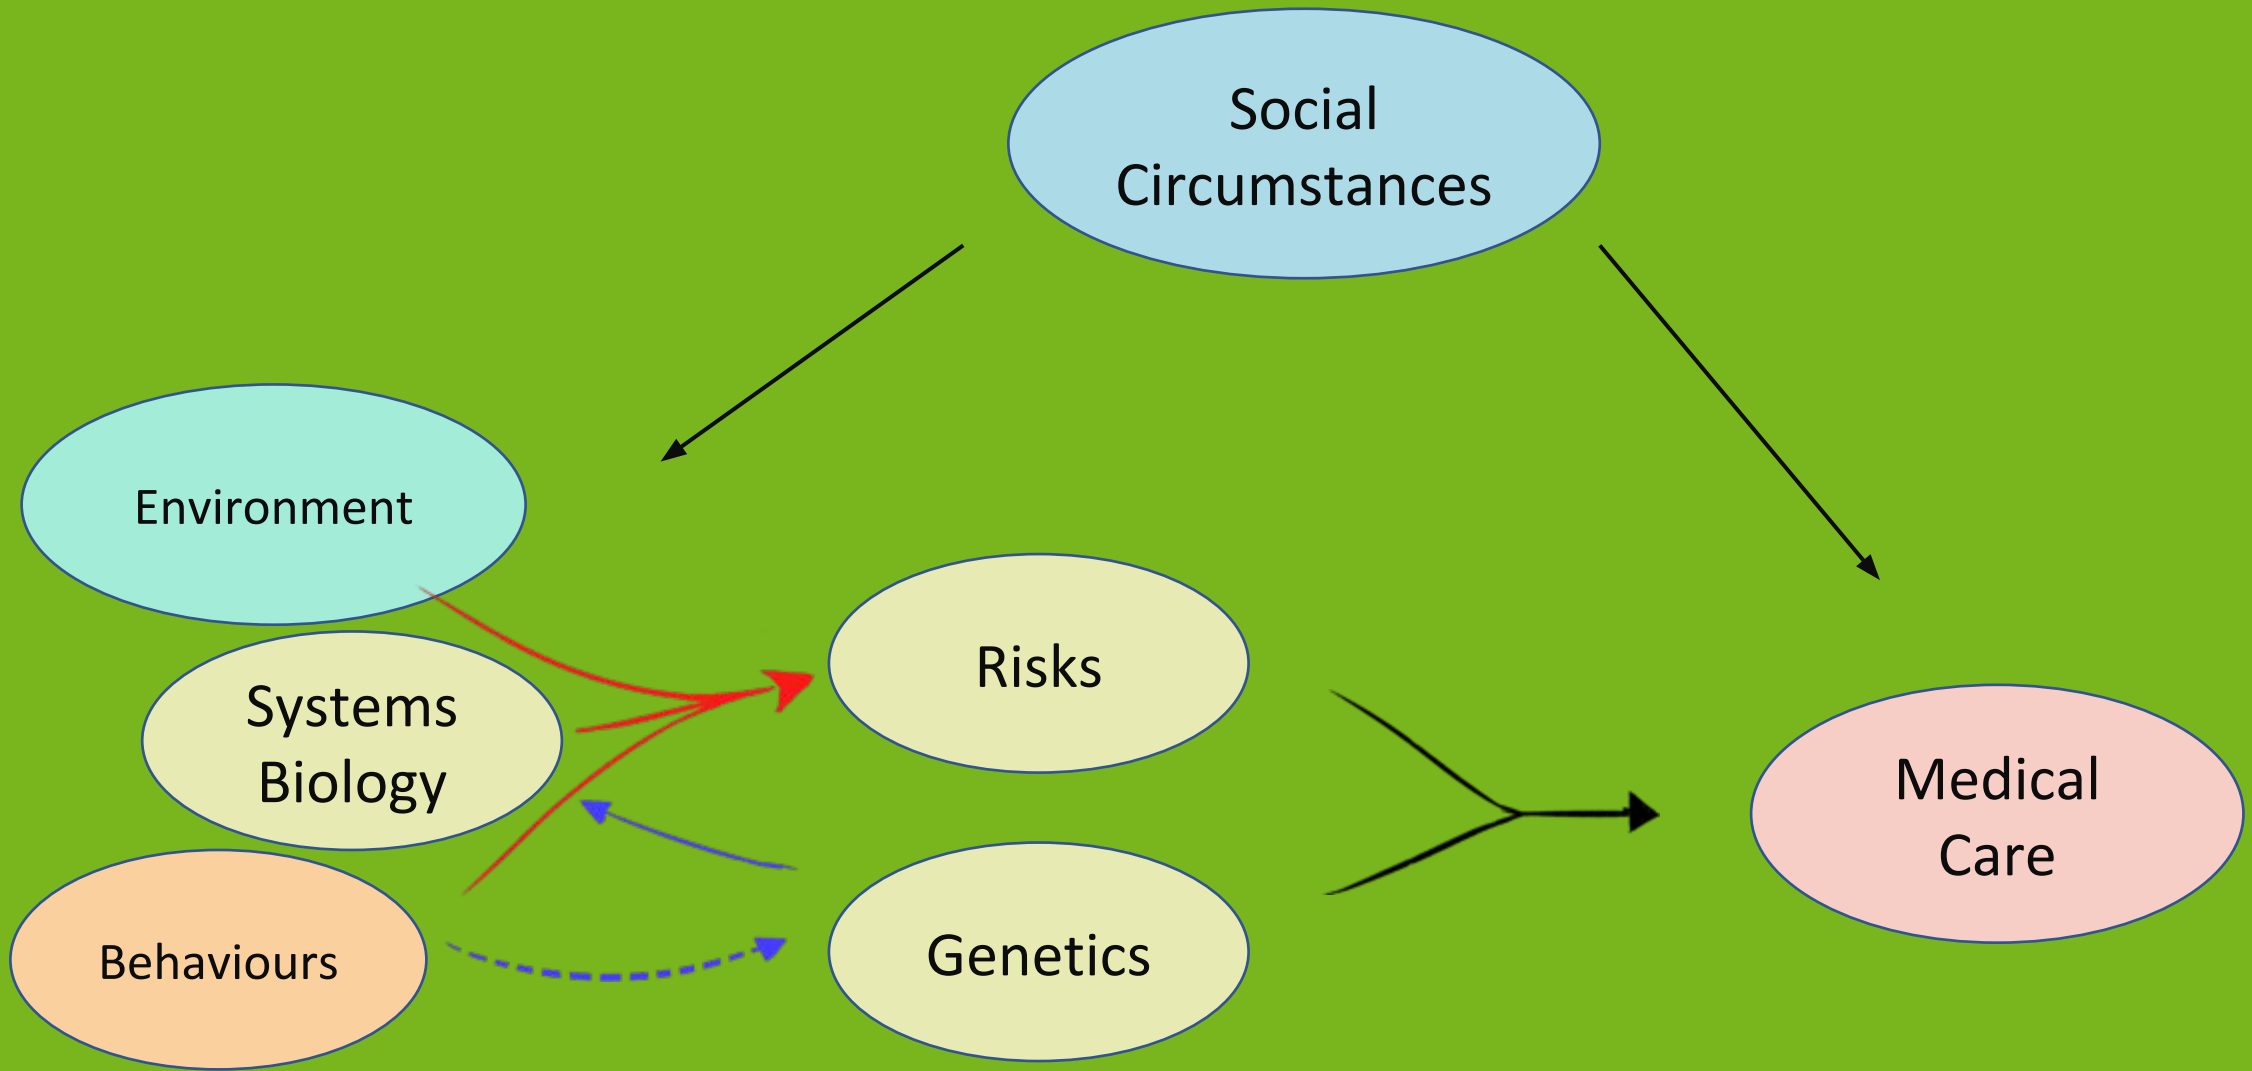 Social
Circumstances
Environment
Risks
Systems
Biology
Medical
Care
Behaviours
Genetics